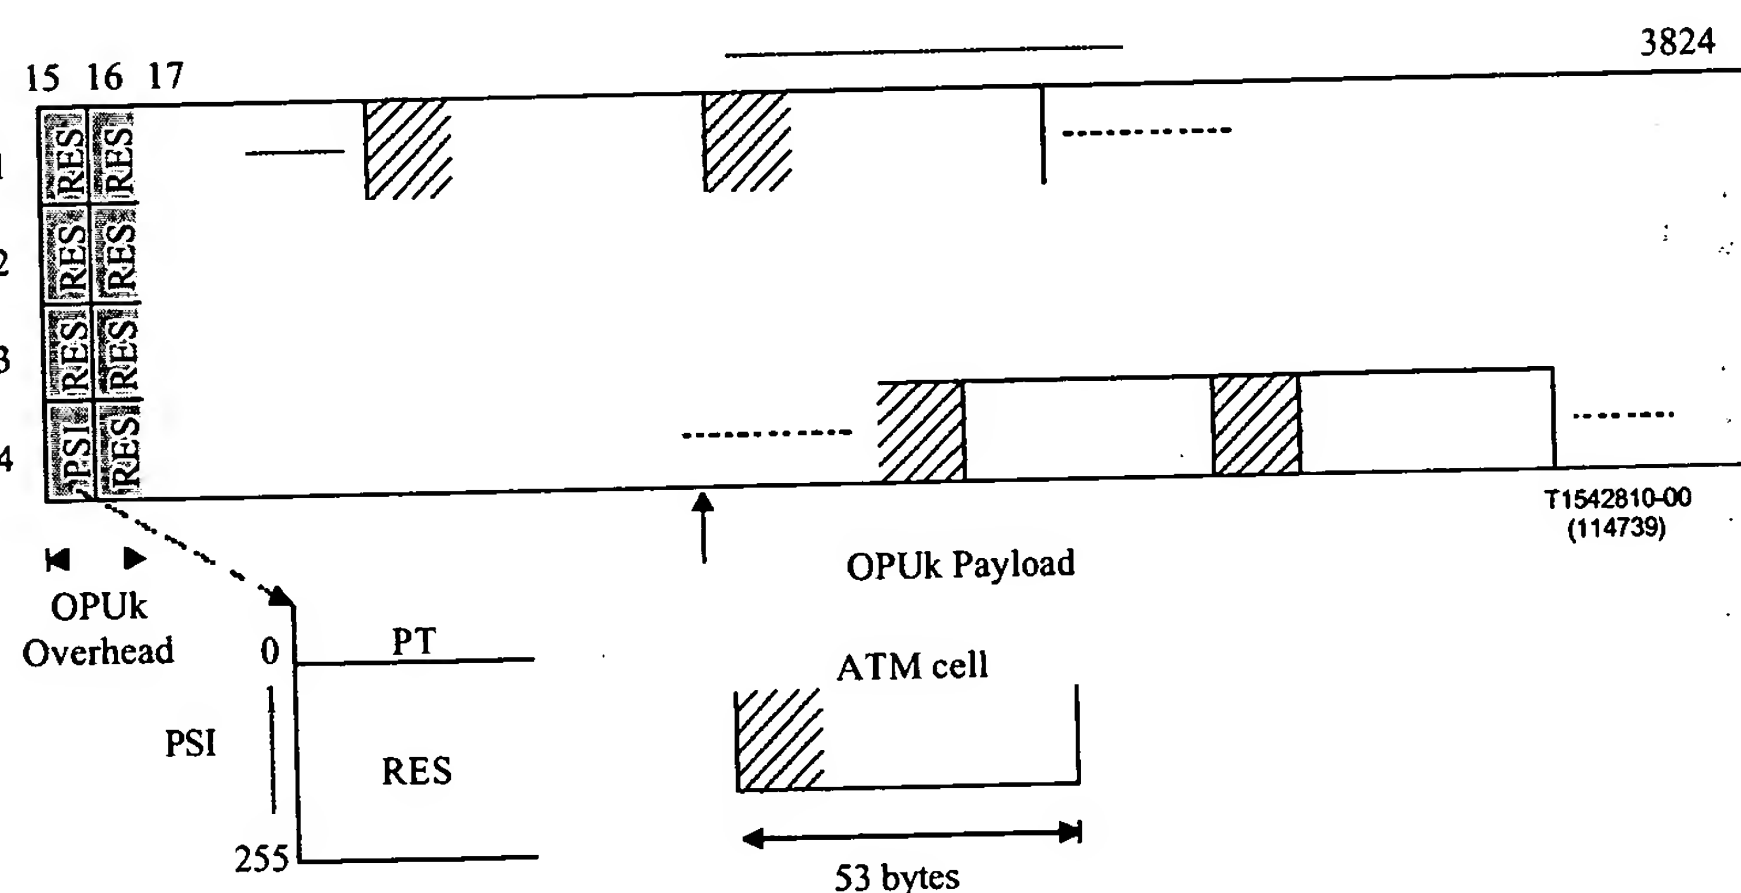 3824
15 16 17
1 RES RES
2 RES RES
3 RES RES
4 PSI RES
T1542810-00
(114739)
OPUk Payload
OPUk
Overhead
0 PT
1
PSI
RES
255
ATM cell
53 bytes